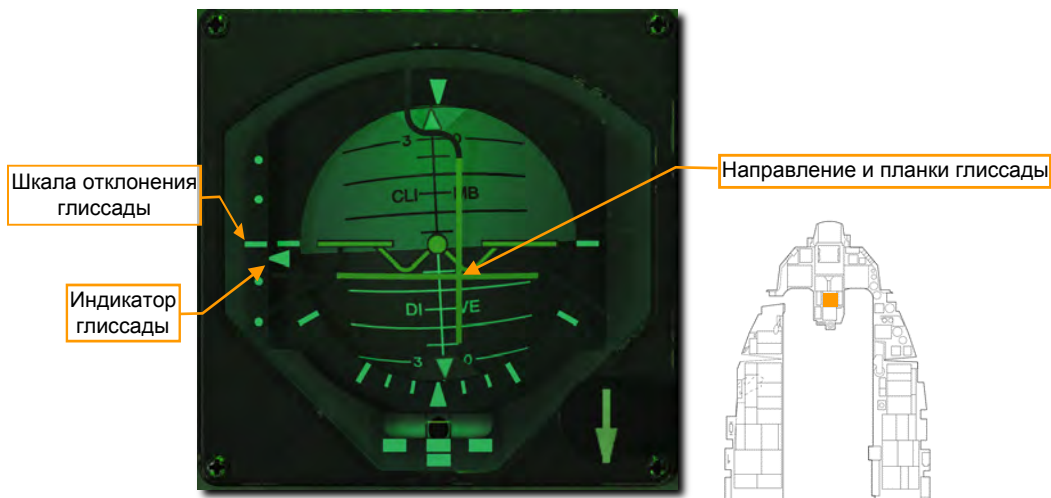 Шкала отклонения
глиссады
Индикатор
глиссады
Направление и планки глиссады
3 0
CLI MB
DI VE
3 0